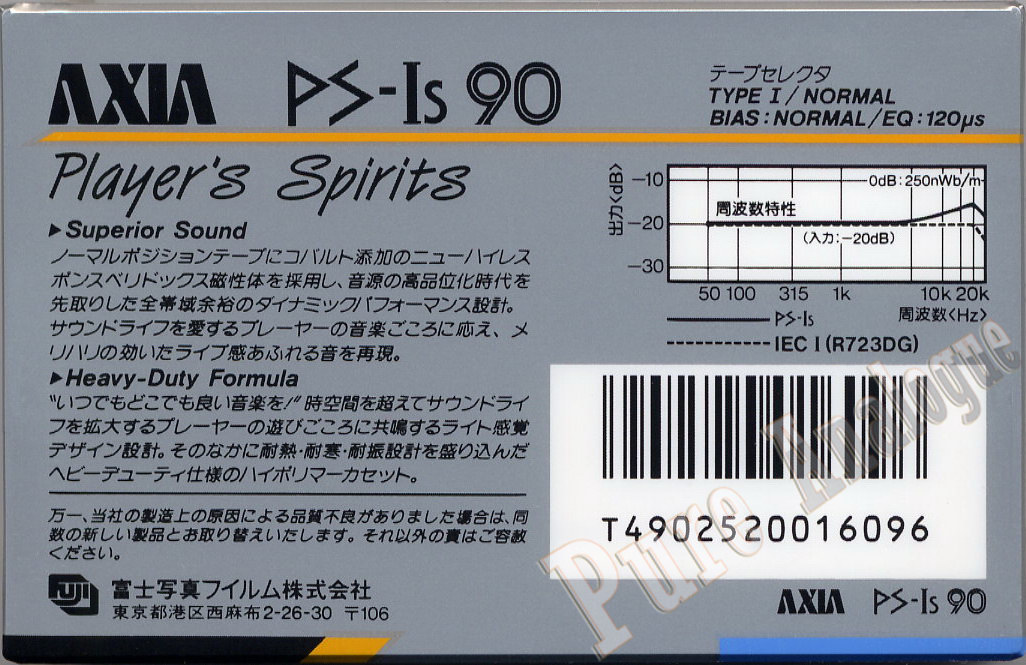 AXIA PS-Is 90
テープセレクタ
TYPE I / NORMAL
BIAS : NORMAL / EQ : 120μs
Player's Spirits
▶Superior Sound
ノーマルポジションテープにコバルト添加のニューハイレス
ポンスベリドックス磁性体を採用し、音源の高品位化時代を
先取りした全帯域余裕のダイナミックパフォーマンス設計。
サウンドライフを愛するプレーヤーの音楽ごころに応え、メ
リハリの効いたライブ感あふれる音を再現。
▶Heavy-Duty Formula
"いつでもどこでも良い音楽を!" 時空間を超えてサウンドライ
フを拡大するプレーヤーの遊びごころに共鳴するライト感覚
デザイン設計。そのなかに耐熱・耐寒・耐振設計を盛り込んだ
ヘビーデューティ仕様のハイポリマーカセット。
万一、当社の製造上の原因による品質不良がありました場合は、同
数の新しい製品とお取り替えいたします。それ以外の責はご容赦
ください。
FUJI 富士写真フイルム株式会社
東京都港区西麻布2-26-30 〒106
出力<dB>
-10
-20
-30
0dB : 250nWb/m
周波数特性
(入力:-20dB)
50 100 315 1k 10k 20k
周波数<Hz>
PS-Is
IEC I (R723DG)
T4902520016096
AXIA PS-Is 90
Pure Analogue